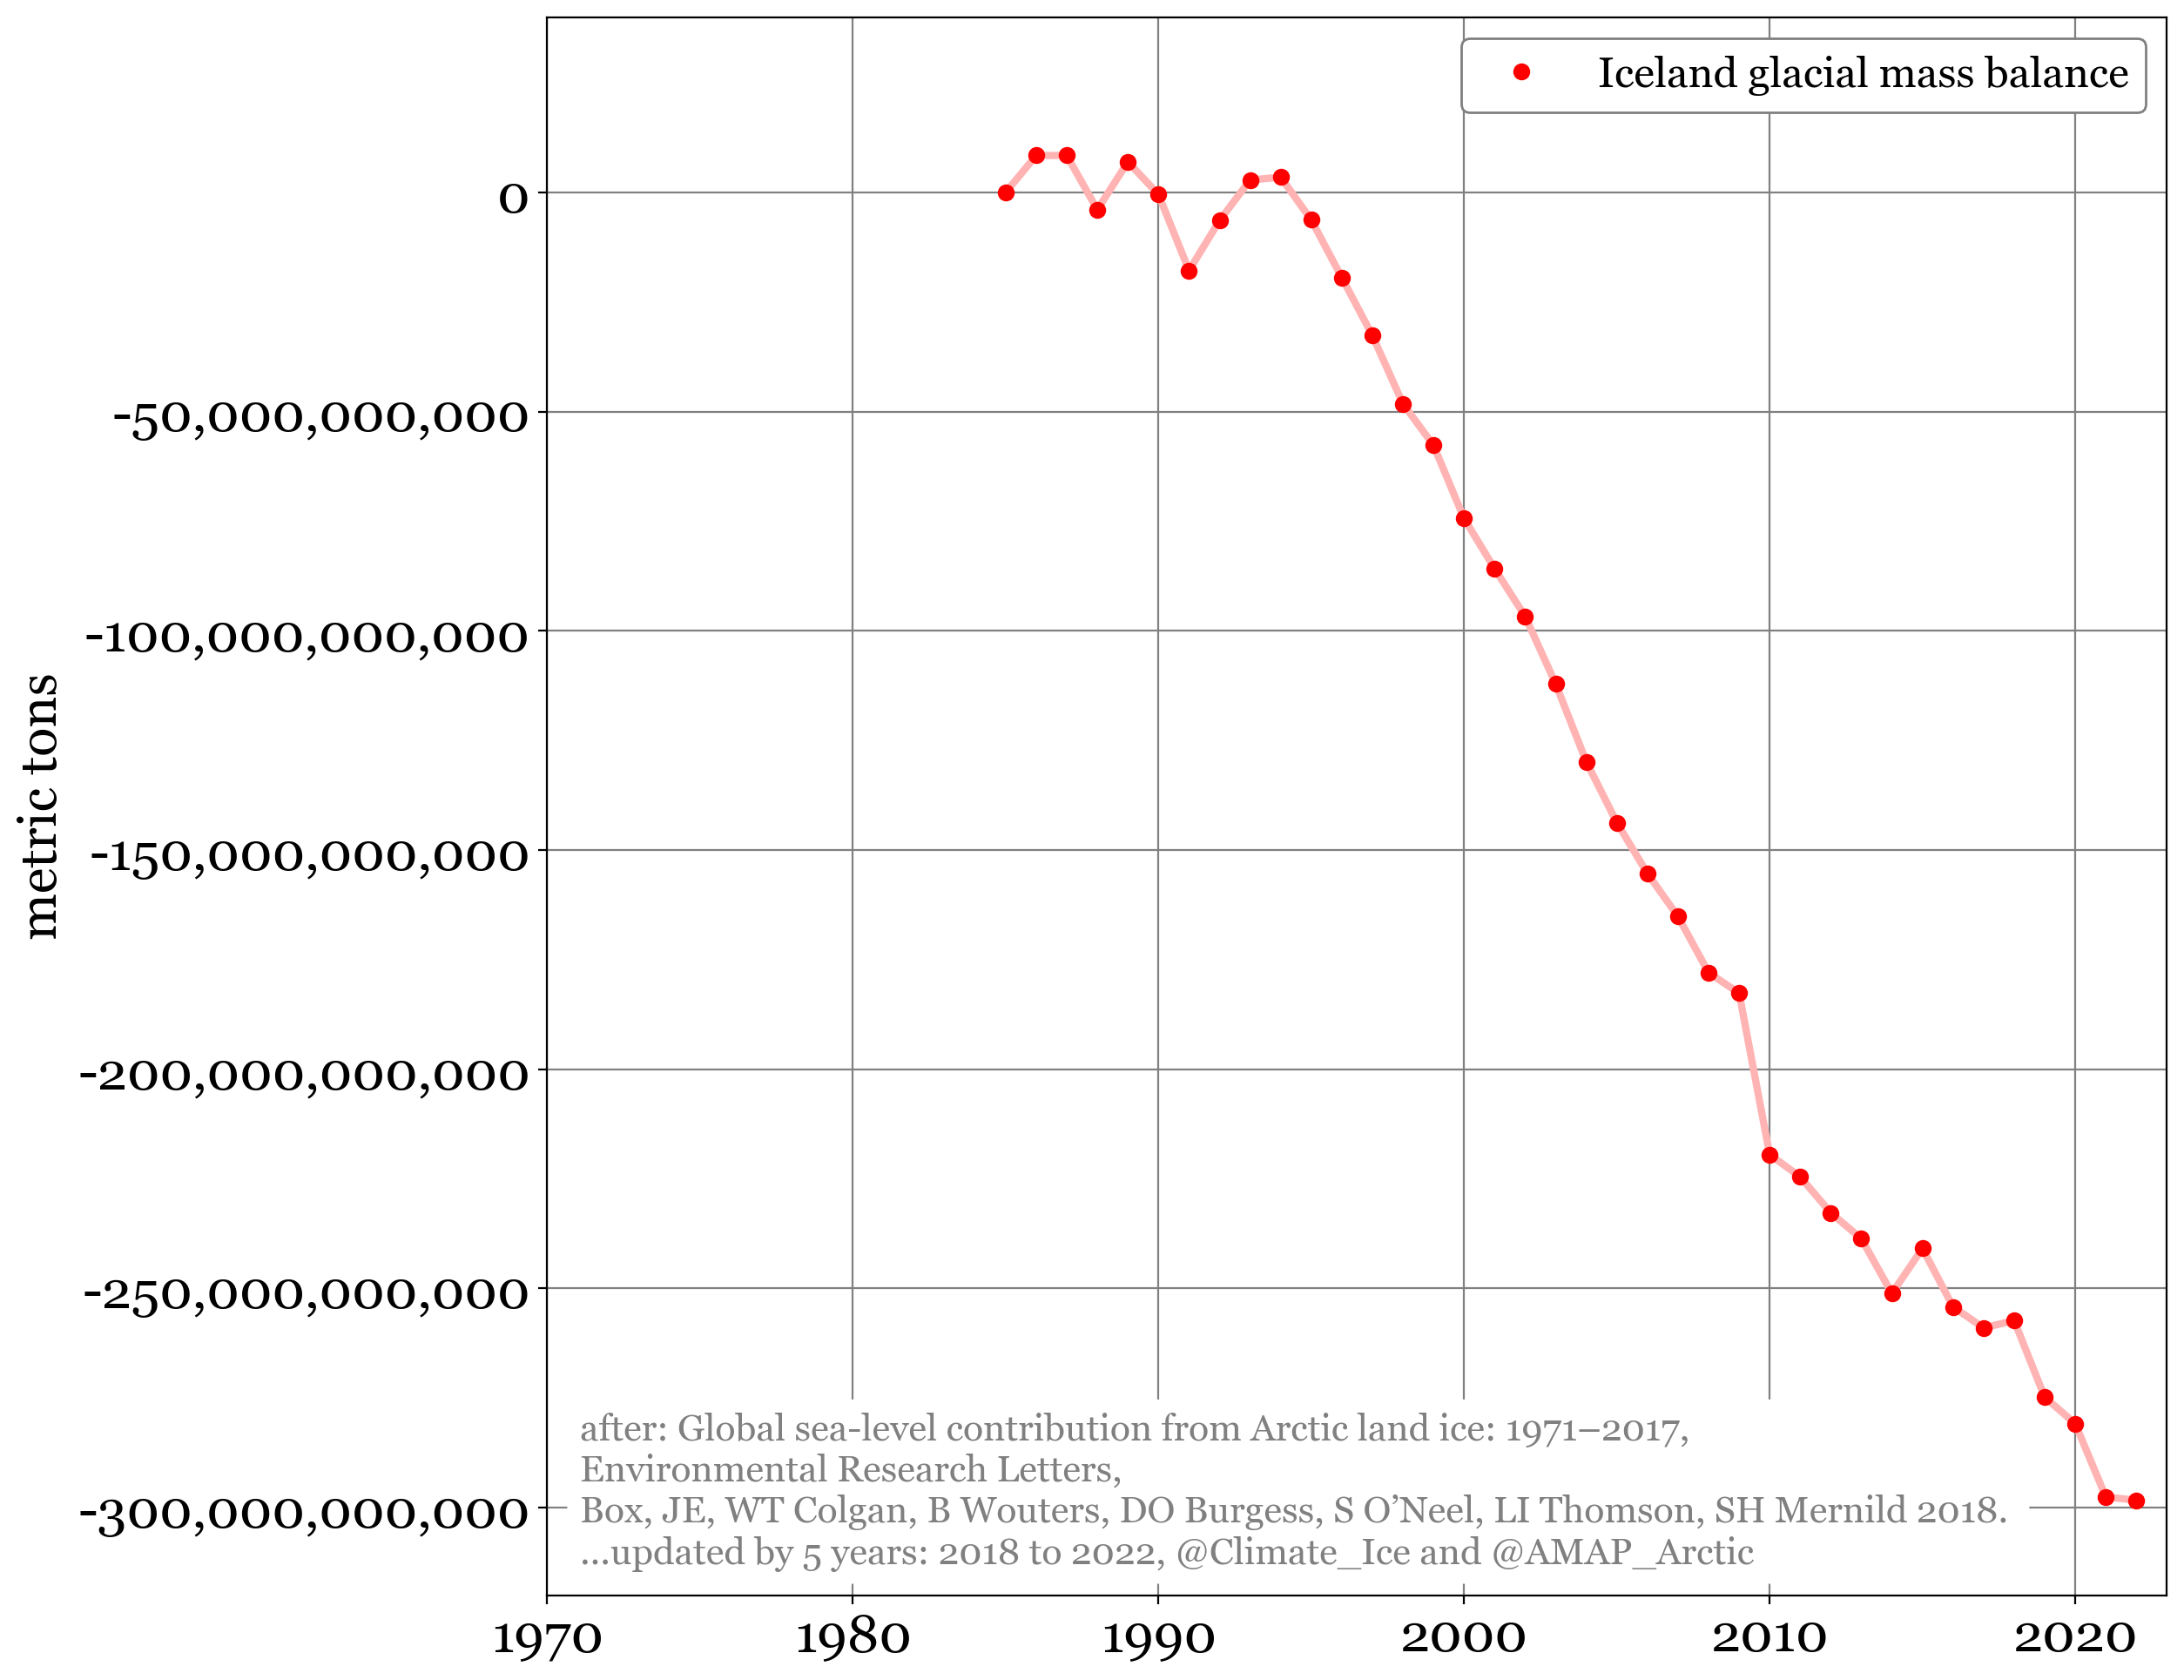 Iceland glacial mass balance
0
-50,000,000,000
-100,000,000,000
-150,000,000,000
-200,000,000,000
-250,000,000,000
-300,000,000,000
metric tons
after: Global sea-level contribution from Arctic land ice: 1971–2017,
Environmental Research Letters,
Box, JE, WT Colgan, B Wouters, DO Burgess, S O’Neel, LI Thomson, SH Mernild 2018.
...updated by 5 years: 2018 to 2022, @Climate_Ice and @AMAP_Arctic
1970 1980 1990 2000 2010 2020